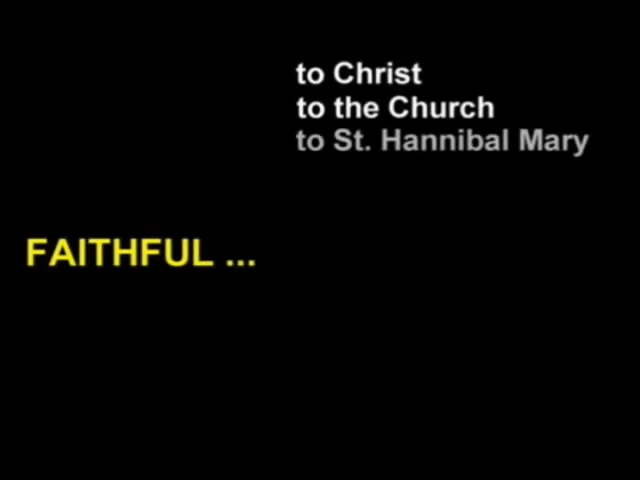 to Christ
to the Church
to St. Hannibal Mary
FAITHFUL ...